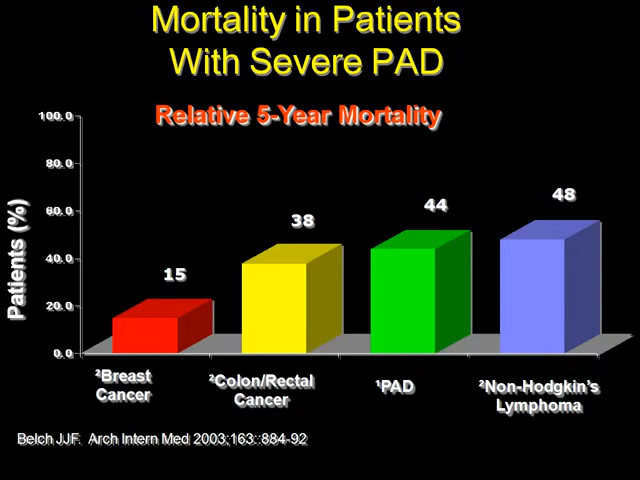 Mortality in Patients
With Severe PAD
Relative 5-Year Mortality
100.0
80.0
60.0
40.0
20.0
0.0
Patients (%)
15
38
44
48
²Breast
Cancer
²Colon/Rectal
Cancer
¹PAD
²Non-Hodgkin's
Lymphoma
Belch JJF. Arch Intern Med 2003;163::884-92